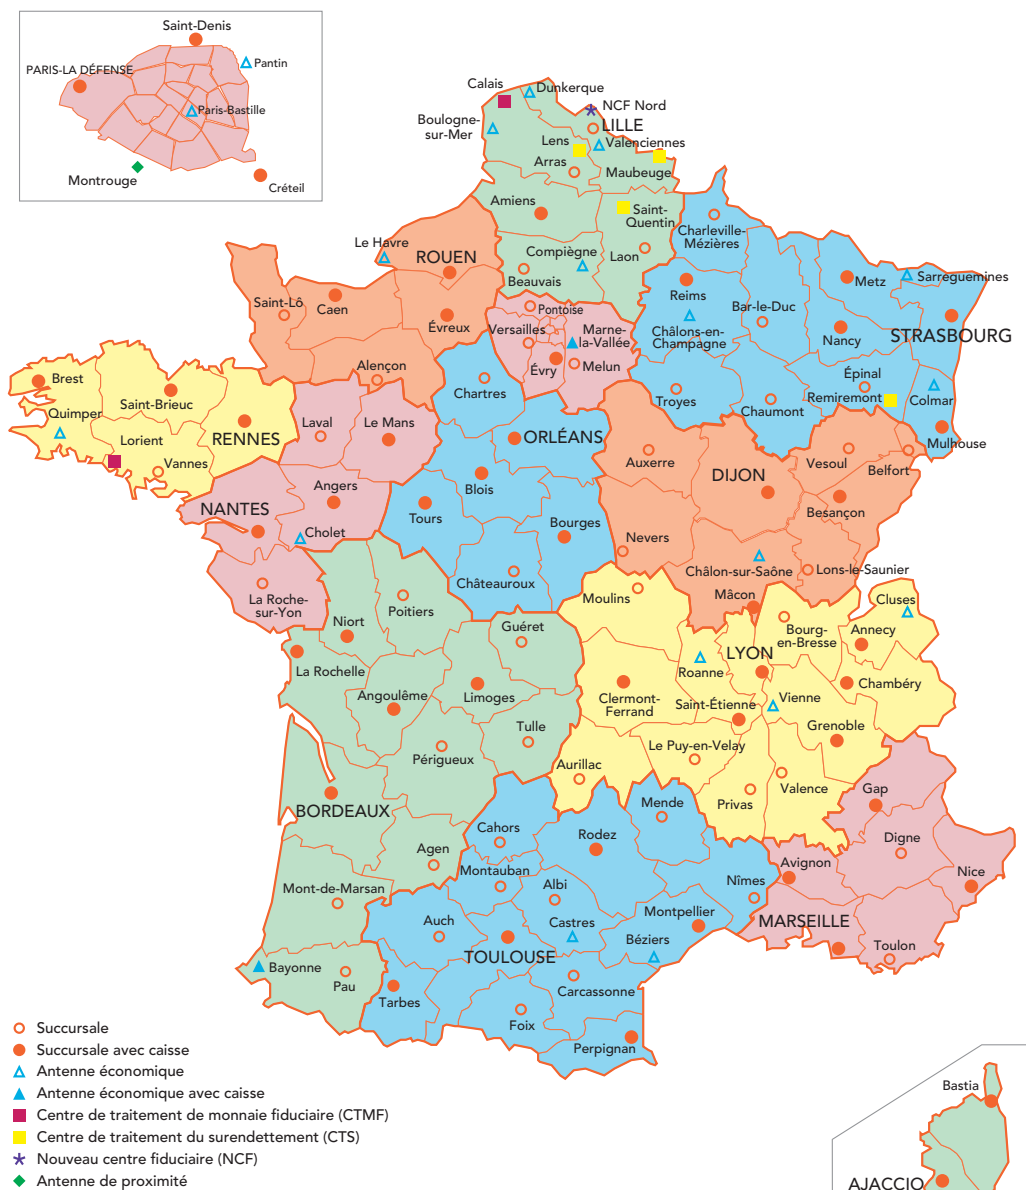 Saint-Denis
Pantin
PARIS-LA DÉFENSE
Paris-Bastille
Montrouge
Créteil
Calais
Dunkerque
NCF Nord
LILLE
Boulogne-
sur-Mer
Lens
Valenciennes
Arras
Maubeuge
Amiens
Saint-
Quentin
Charleville-
Mézières
Le Havre
ROUEN
Compiègne
Laon
Beauvais
Metz
Sarreguemines
Reims
Saint-Lô
Caen
Pontoise
Bar-le-Duc
Évreux
Versailles
Marne-
la-Vallée
Châlons-en-
Champagne
Nancy
STRASBOURG
Alençon
Évry
Melun
Épinal
Brest
Saint-Brieuc
Chartres
Troyes
Chaumont
Remiremont
Colmar
Quimper
Laval
Le Mans
Lorient
RENNES
ORLÉANS
Mulhouse
Vannes
Auxerre
DIJON
Vesoul
Belfort
Angers
Blois
NANTES
Tours
Besançon
Cholet
Bourges
Nevers
Châlon-sur-Saône
Lons-le-Saunier
Châteauroux
La Roche-
sur-Yon
Poitiers
Moulins
Mâcon
Cluses
Niort
Guéret
Bourg-
en-Bresse
Annecy
LYON
La Rochelle
Roanne
Angoulême
Limoges
Clermont-
Ferrand
Saint-Étienne
Vienne
Chambéry
Tulle
Grenoble
Périgueux
Le Puy-en-Velay
Aurillac
BORDEAUX
Mende
Privas
Valence
Gap
Cahors
Rodez
Digne
Agen
Montauban
Avignon
Nice
Mont-de-Marsan
Albi
Nîmes
Auch
Castres
Montpellier
MARSEILLE
Béziers
Toulon
TOULOUSE
Bayonne
Pau
Tarbes
Carcassonne
Foix
Perpignan
Succursale
Succursale avec caisse
Antenne économique
Antenne économique avec caisse
Centre de traitement de monnaie fiduciaire (CTMF)
Centre de traitement du surendettement (CTS)
Nouveau centre fiduciaire (NCF)
Antenne de proximité
Bastia
AJACCIO